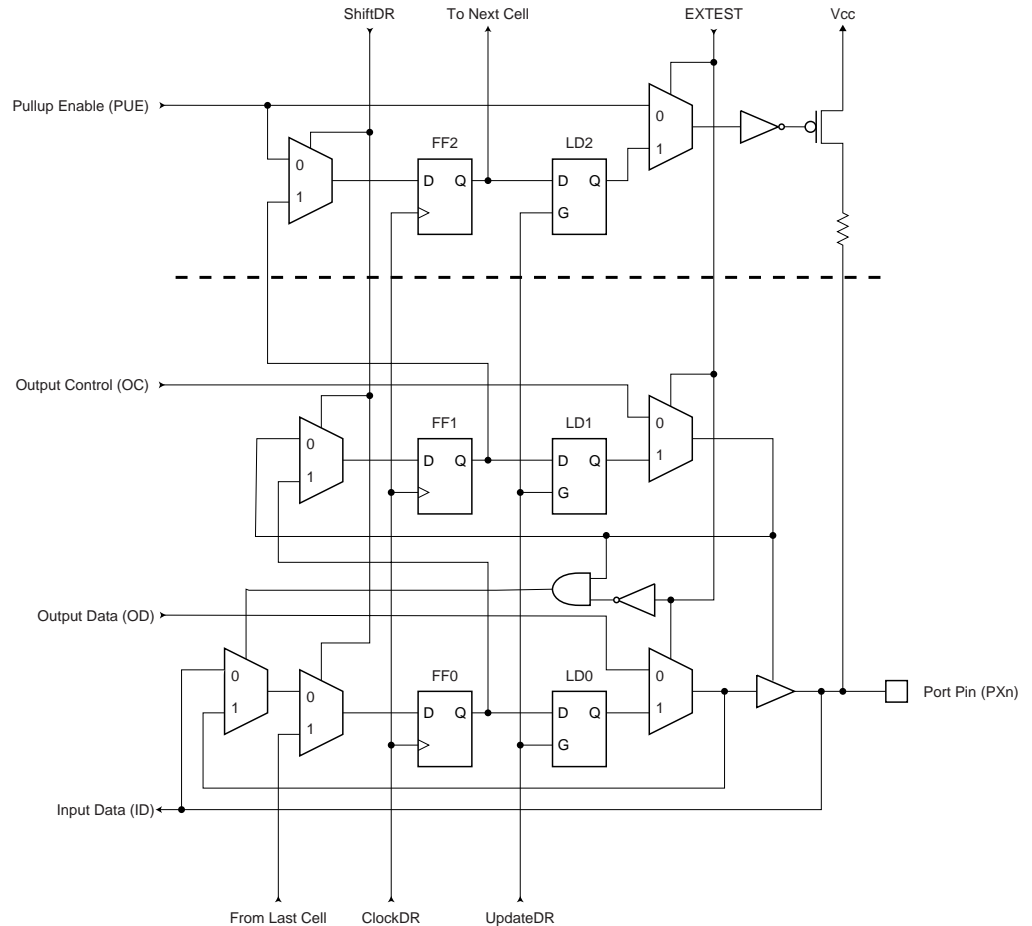 ShiftDR
To Next Cell
EXTEST
Vcc
Pullup Enable (PUE)
0
1
FF2
D Q
LD2
D Q
G
0
1
Output Control (OC)
0
1
FF1
D Q
LD1
D Q
G
0
1
Output Data (OD)
0
1
0
1
FF0
D Q
LD0
D Q
G
0
1
Port Pin (PXn)
Input Data (ID)
From Last Cell
ClockDR
UpdateDR